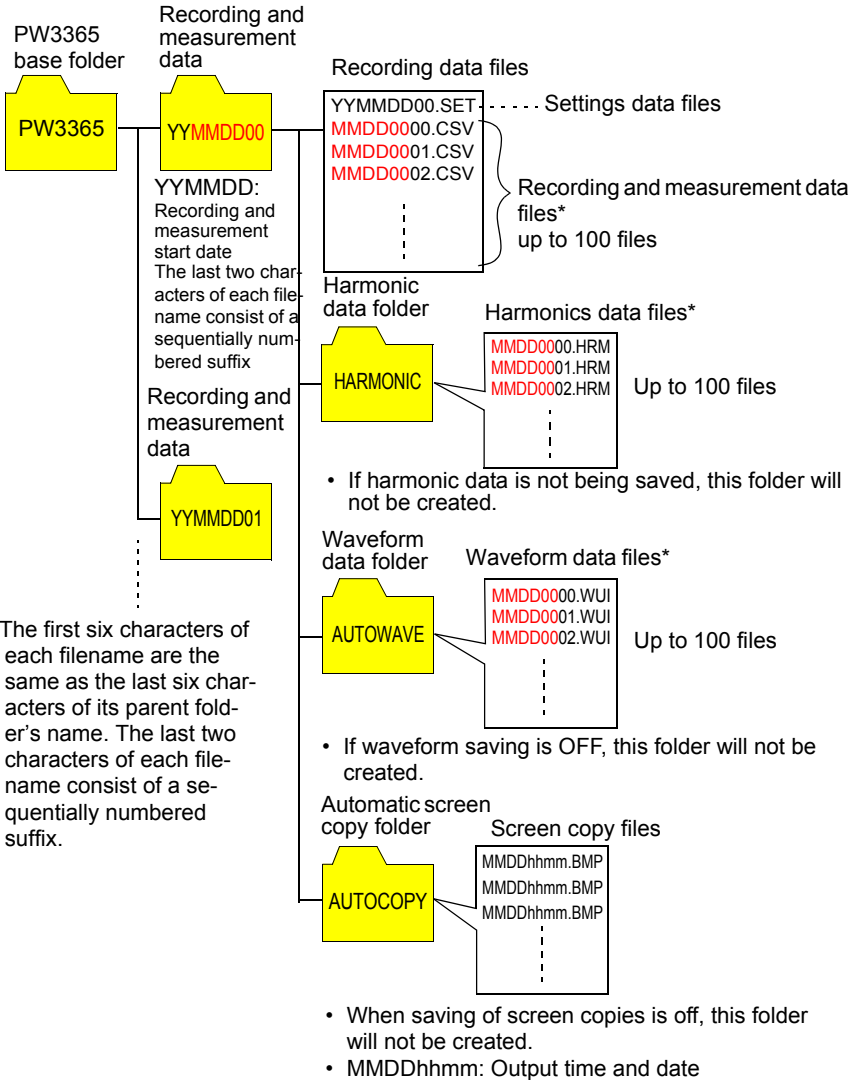 PW3365
base folder
PW3365
Recording and
measurement
data
YYMMDD00
YYMMDD:
Recording and
measurement
start date
The last two char-
acters of each file-
name consist of a
sequentially num-
bered suffix
Recording and
measurement
data
YYMMDD01
The first six characters of
each filename are the
same as the last six char-
acters of its parent fold-
er's name. The last two
characters of each file-
name consist of a se-
quentially numbered
suffix.
Recording data files
YYMMDD00.SET
Settings data files
MMDD0000.CSV
MMDD0001.CSV
MMDD0002.CSV
Recording and measurement data
files*
up to 100 files
Harmonic
data folder
HARMONIC
Harmonics data files*
MMDD0000.HRM
MMDD0001.HRM
MMDD0002.HRM
Up to 100 files
• If harmonic data is not being saved, this folder will
not be created.
Waveform
data folder
AUTOWAVE
Waveform data files*
MMDD0000.WUI
MMDD0001.WUI
MMDD0002.WUI
Up to 100 files
• If waveform saving is OFF, this folder will not be
created.
Automatic screen
copy folder
AUTOCOPY
Screen copy files
MMDDhhmm.BMP
MMDDhhmm.BMP
MMDDhhmm.BMP
• When saving of screen copies is off, this folder
will not be created.
• MMDDhhmm: Output time and date